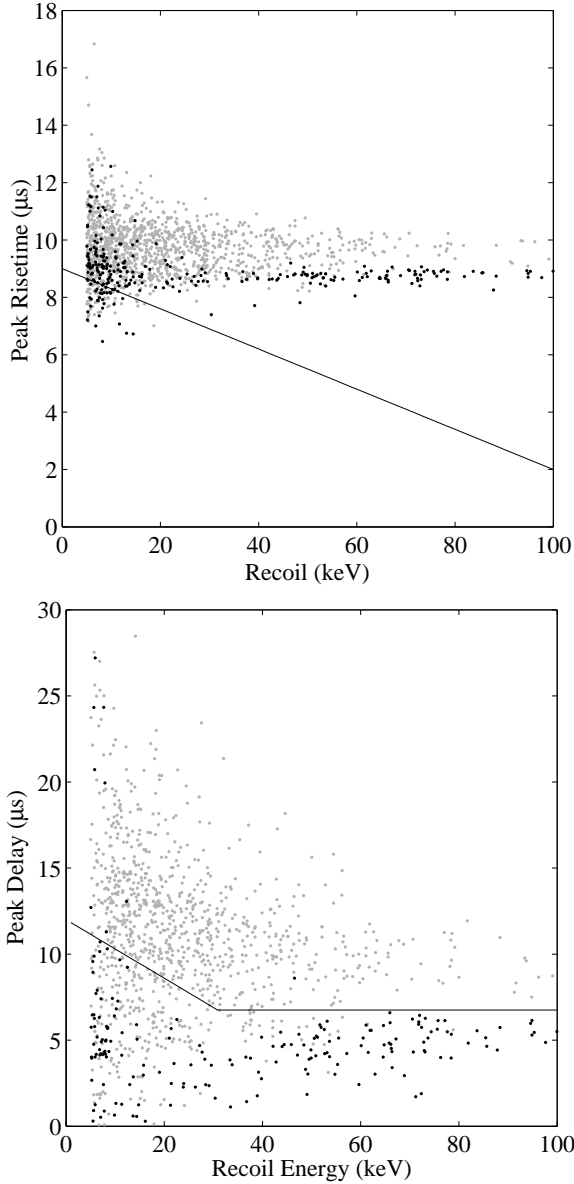 18
16
14
12
10
8
6
4
2
0
Peak Risetime (μs)
0 20 40 60 80 100
Recoil (keV)
30
25
20
15
10
5
0
Peak Delay (μs)
0 20 40 60 80 100
Recoil Energy (keV)